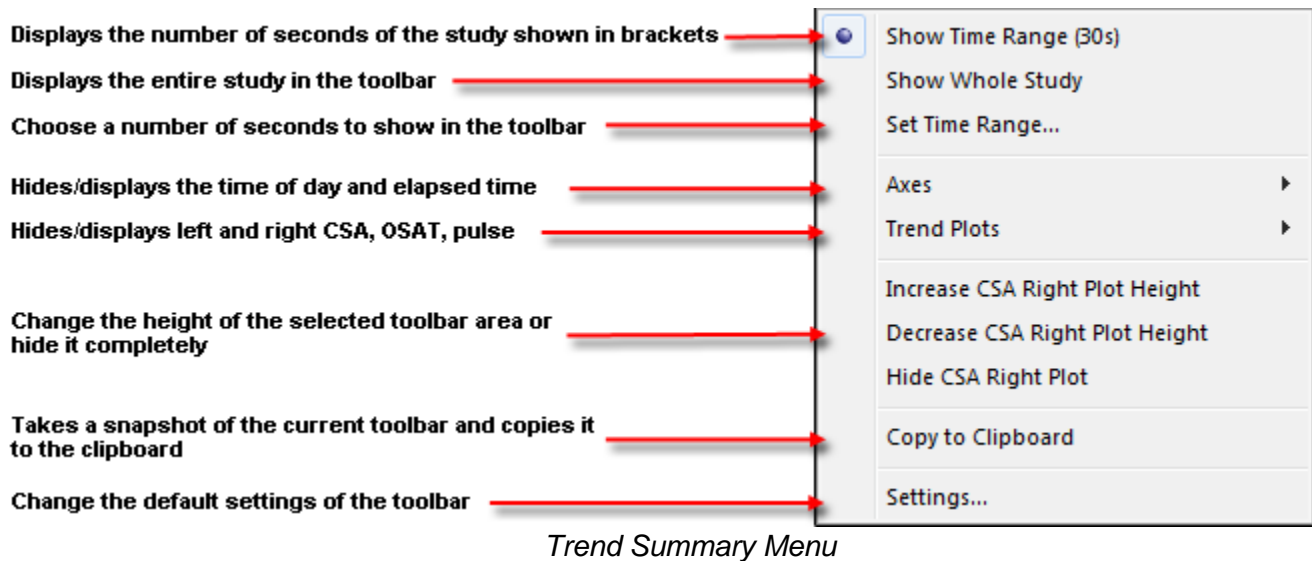 Displays the number of seconds of the study shown in brackets
Show Time Range (30s)
Displays the entire study in the toolbar
Show Whole Study
Choose a number of seconds to show in the toolbar
Set Time Range...
Hides/displays the time of day and elapsed time
Axes
Hides/displays left and right CSA, OSAT, pulse
Trend Plots
Increase CSA Right Plot Height
Change the height of the selected toolbar area or
hide it completely
Decrease CSA Right Plot Height
Hide CSA Right Plot
Takes a snapshot of the current toolbar and copies it
to the clipboard
Copy to Clipboard
Change the default settings of the toolbar
Settings...
Trend Summary Menu